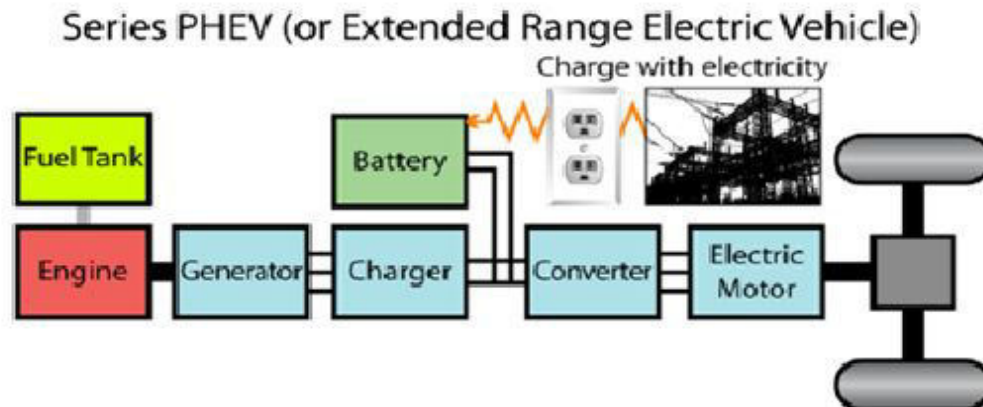 Series PHEV (or Extended Range Electric Vehicle)
Charge with electricity
Fuel Tank
Battery
Engine
Generator
Charger
Converter
Electric
Motor